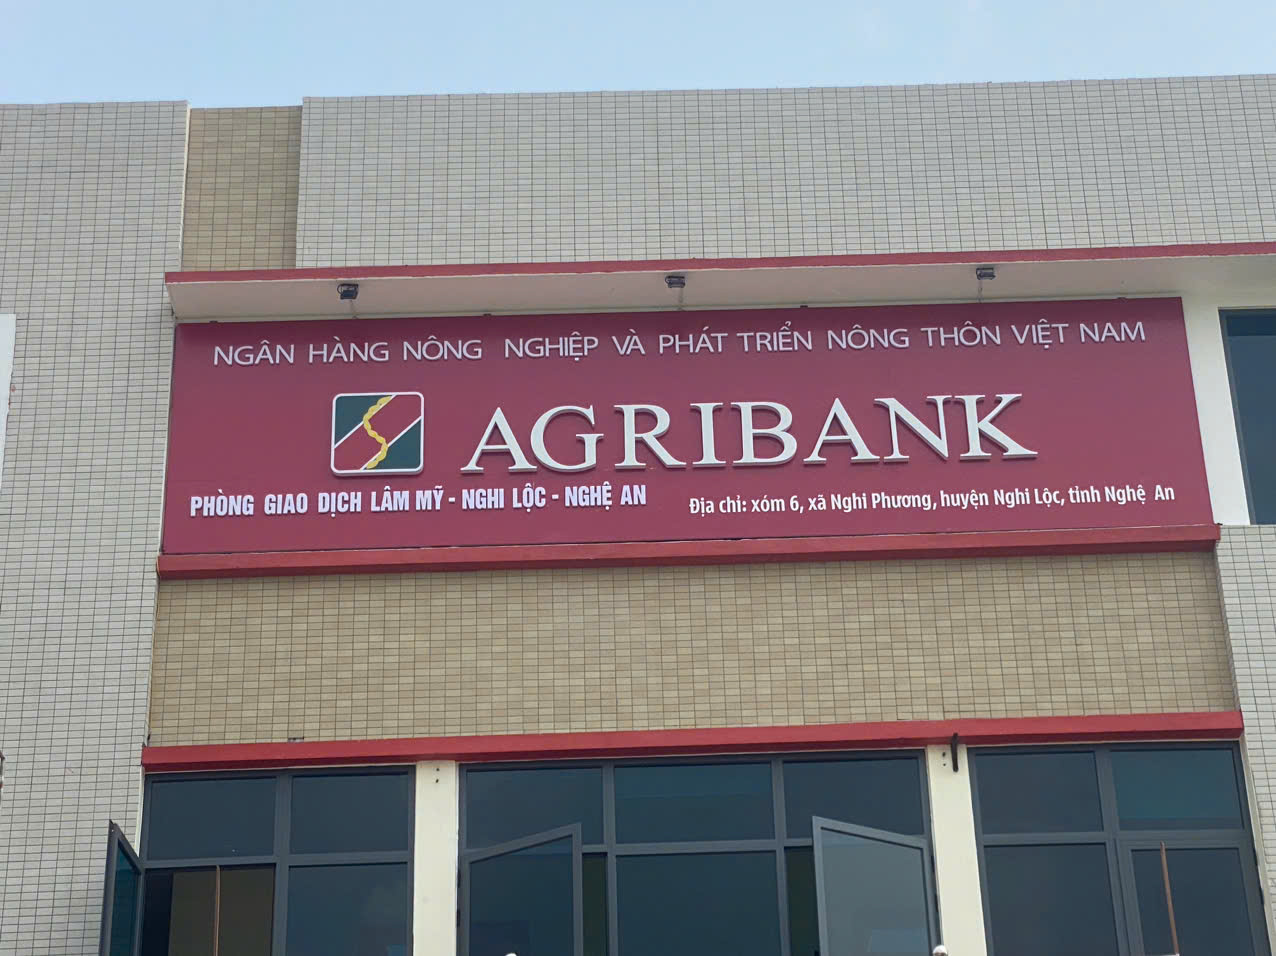 NGÂN HÀNG NÔNG NGHIỆP VÀ PHÁT TRIỂN NÔNG THÔN VIỆT NAM
AGRIBANK
PHÒNG GIAO DỊCH LÂM MỸ - NGHI LỘC - NGHỆ AN
Địa chỉ: xóm 6, xã Nghi Phương, huyện Nghi Lộc, tỉnh Nghệ An